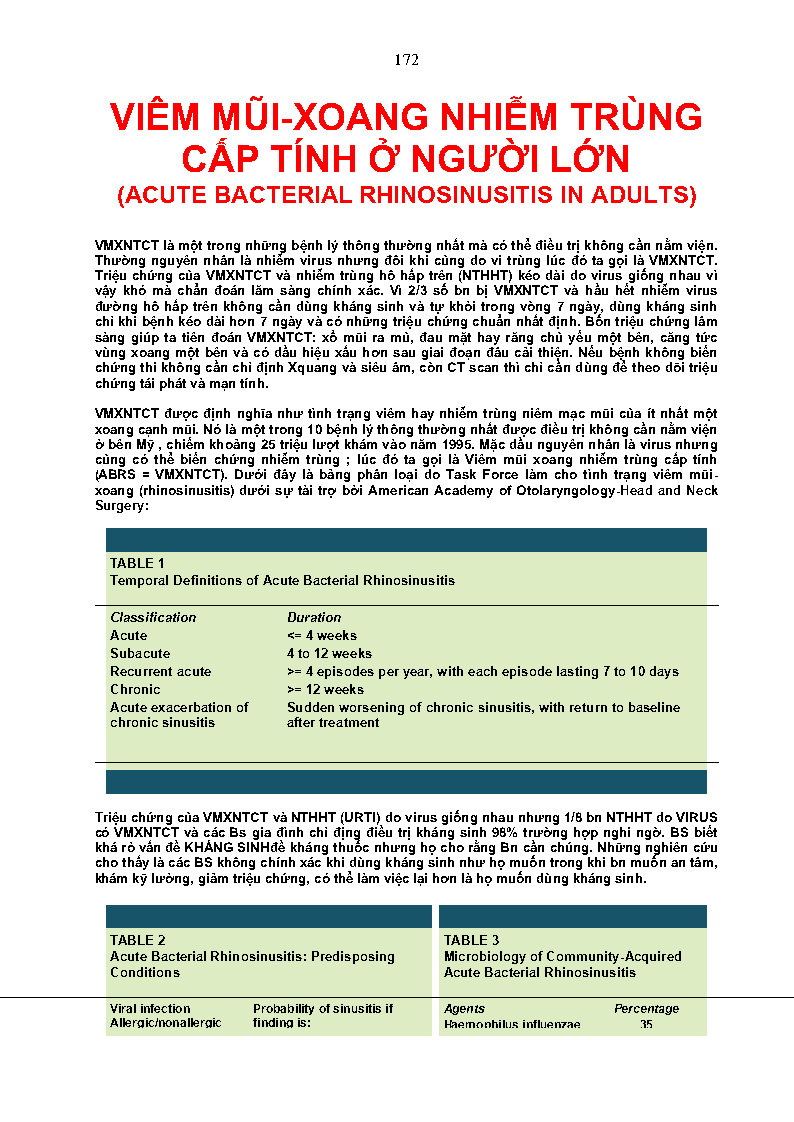 172
VIÊM MŨI-XOANG NHIỄM TRÙNG
CẤP TÍNH Ở NGƯỜI LỚN
(ACUTE BACTERIAL RHINOSINUSITIS IN ADULTS)
VMXNTCT là một trong những bệnh lý thông thường nhất mà có thể điều trị không cần nằm viện.
Thường nguyên nhân là nhiễm virus nhưng đôi khi cũng do vi trùng lúc đó ta gọi là VMXNTCT.
Triệu chứng của VMXNTCT và nhiễm trùng hô hấp trên (NTHHT) kéo dài do virus giống nhau vì
vậy khó mà chẩn đoán lâm sàng chính xác. Vì 2/3 số bn bị VMXNTCT và hầu hết nhiễm virus
đường hô hấp trên không cần dùng kháng sinh và tự khỏi trong vòng 7 ngày, dùng kháng sinh
chỉ khi bệnh kéo dài hơn 7 ngày và có những triệu chứng chuẩn nhất định. Bốn triệu chứng lâm
sàng giúp ta tiên đoán VMXNTCT: xổ mũi ra mủ, đau mặt hay răng chủ yếu một bên, căng tức
vùng xoang một bên và có dấu hiệu xấu hơn sau giai đoạn đầu cải thiện. Nếu bệnh không biến
chứng thì không cần chỉ định Xquang và siêu âm, còn CT scan thì chỉ cần dùng để theo dõi triệu
chứng tái phát và mạn tính.
VMXNTCT được định nghĩa như tình trạng viêm hay nhiễm trùng niêm mạc mũi của ít nhất một
xoang cạnh mũi. Nó là một trong 10 bệnh lý thông thường nhất được điều trị không cần nằm viện
ở bên Mỹ , chiếm khoảng 25 triệu lượt khám vào năm 1995. Mặc dầu nguyên nhân là virus nhưng
cũng có thể biến chứng nhiễm trùng ; lúc đó ta gọi là Viêm mũi xoang nhiễm trùng cấp tính
(ABRS = VMXNTCT). Dưới đây là bảng phân loại do Task Force làm cho tình trạng viêm mũi-
xoang (rhinosinusitis) dưới sự tài trợ bởi American Academy of Otolaryngology-Head and Neck
Surgery:
TABLE 1
Temporal Definitions of Acute Bacterial Rhinosinusitis
Classification Duration
Acute <= 4 weeks
Subacute 4 to 12 weeks
Recurrent acute >= 4 episodes per year, with each episode lasting 7 to 10 days
Chronic >= 12 weeks
Acute exacerbation of Sudden worsening of chronic sinusitis, with return to baseline
chronic sinusitis after treatment
Triệu chứng của VMXNTCT và NTHHT (URTI) do virus giống nhau nhưng 1/8 bn NTHHT do VIRUS
có VMXNTCT và các Bs gia đình chỉ định điều trị kháng sinh 98% trường hợp nghi ngờ. BS biết
khá rõ vấn đề KHÁNG SINHđề kháng thuốc nhưng họ cho rằng Bn cần chúng. Những nghiên cứu
cho thấy là các BS không chính xác khi dùng kháng sinh như họ muốn trong khi bn muốn an tâm,
khám kỹ lưỡng, giảm triệu chứng, có thể làm việc lại hơn là họ muốn dùng kháng sinh.
TABLE 2
Acute Bacterial Rhinosinusitis: Predisposing
Conditions
Viral infection Probability of sinusitis if
Allergic/nonallergic finding is:
TABLE 3
Microbiology of Community-Acquired
Acute Bacterial Rhinosinusitis
Agents Percentage
Haemophilus influenzae 35